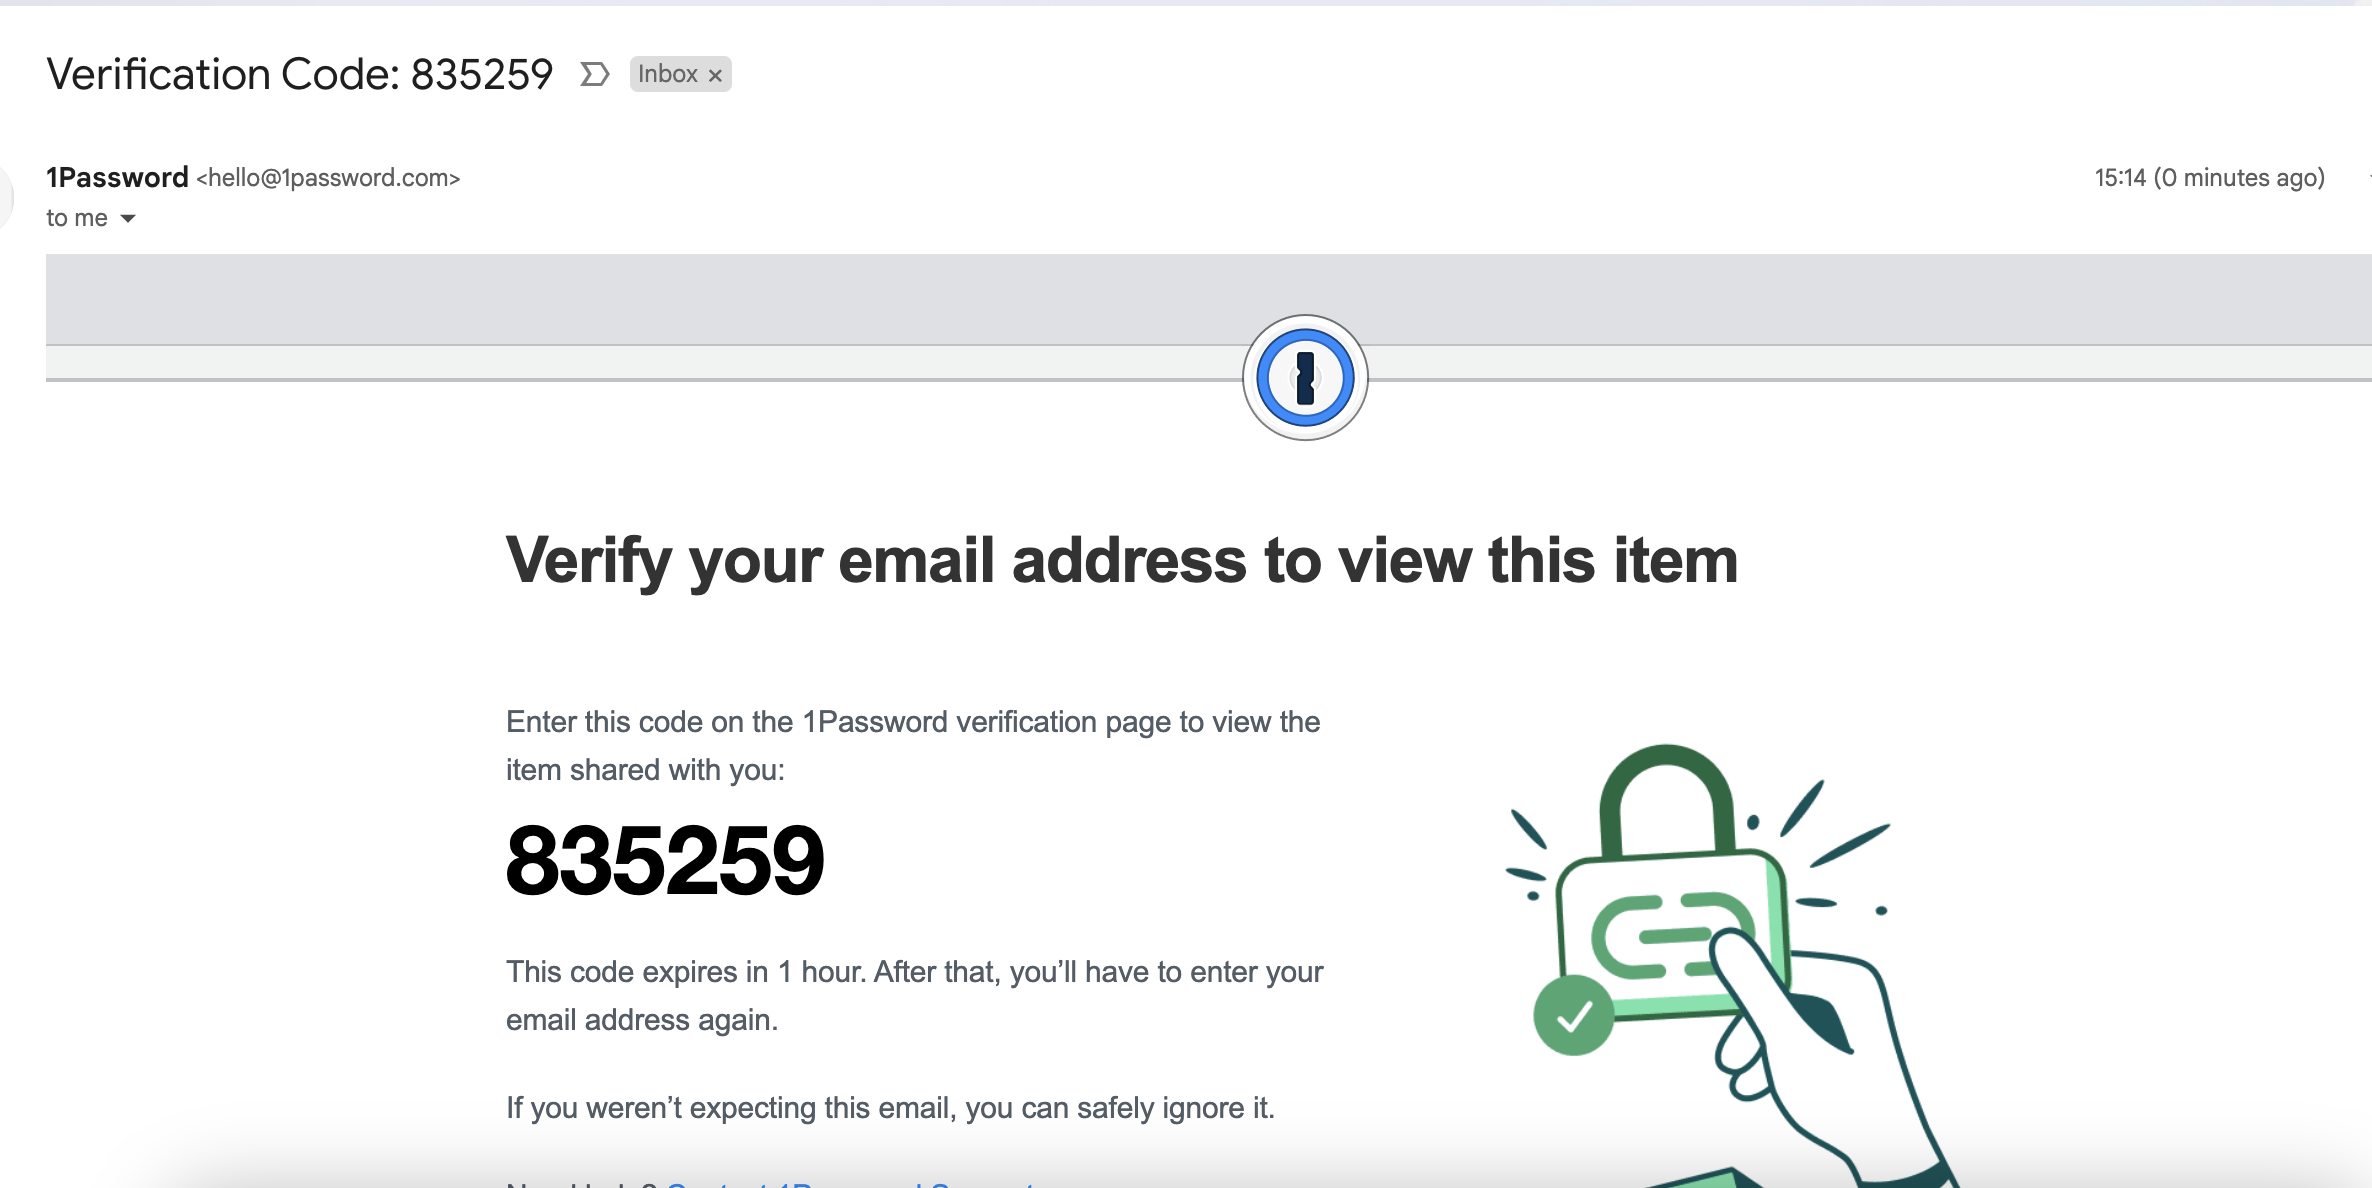 Verification Code: 835259 Inbox ×
1Password <hello@1password.com> 15:14 (0 minutes ago)
to me
Verify your email address to view this item
Enter this code on the 1Password verification page to view the
item shared with you:
835259
This code expires in 1 hour. After that, you’ll have to enter your
email address again.
If you weren’t expecting this email, you can safely ignore it.
Contact 1Password Support